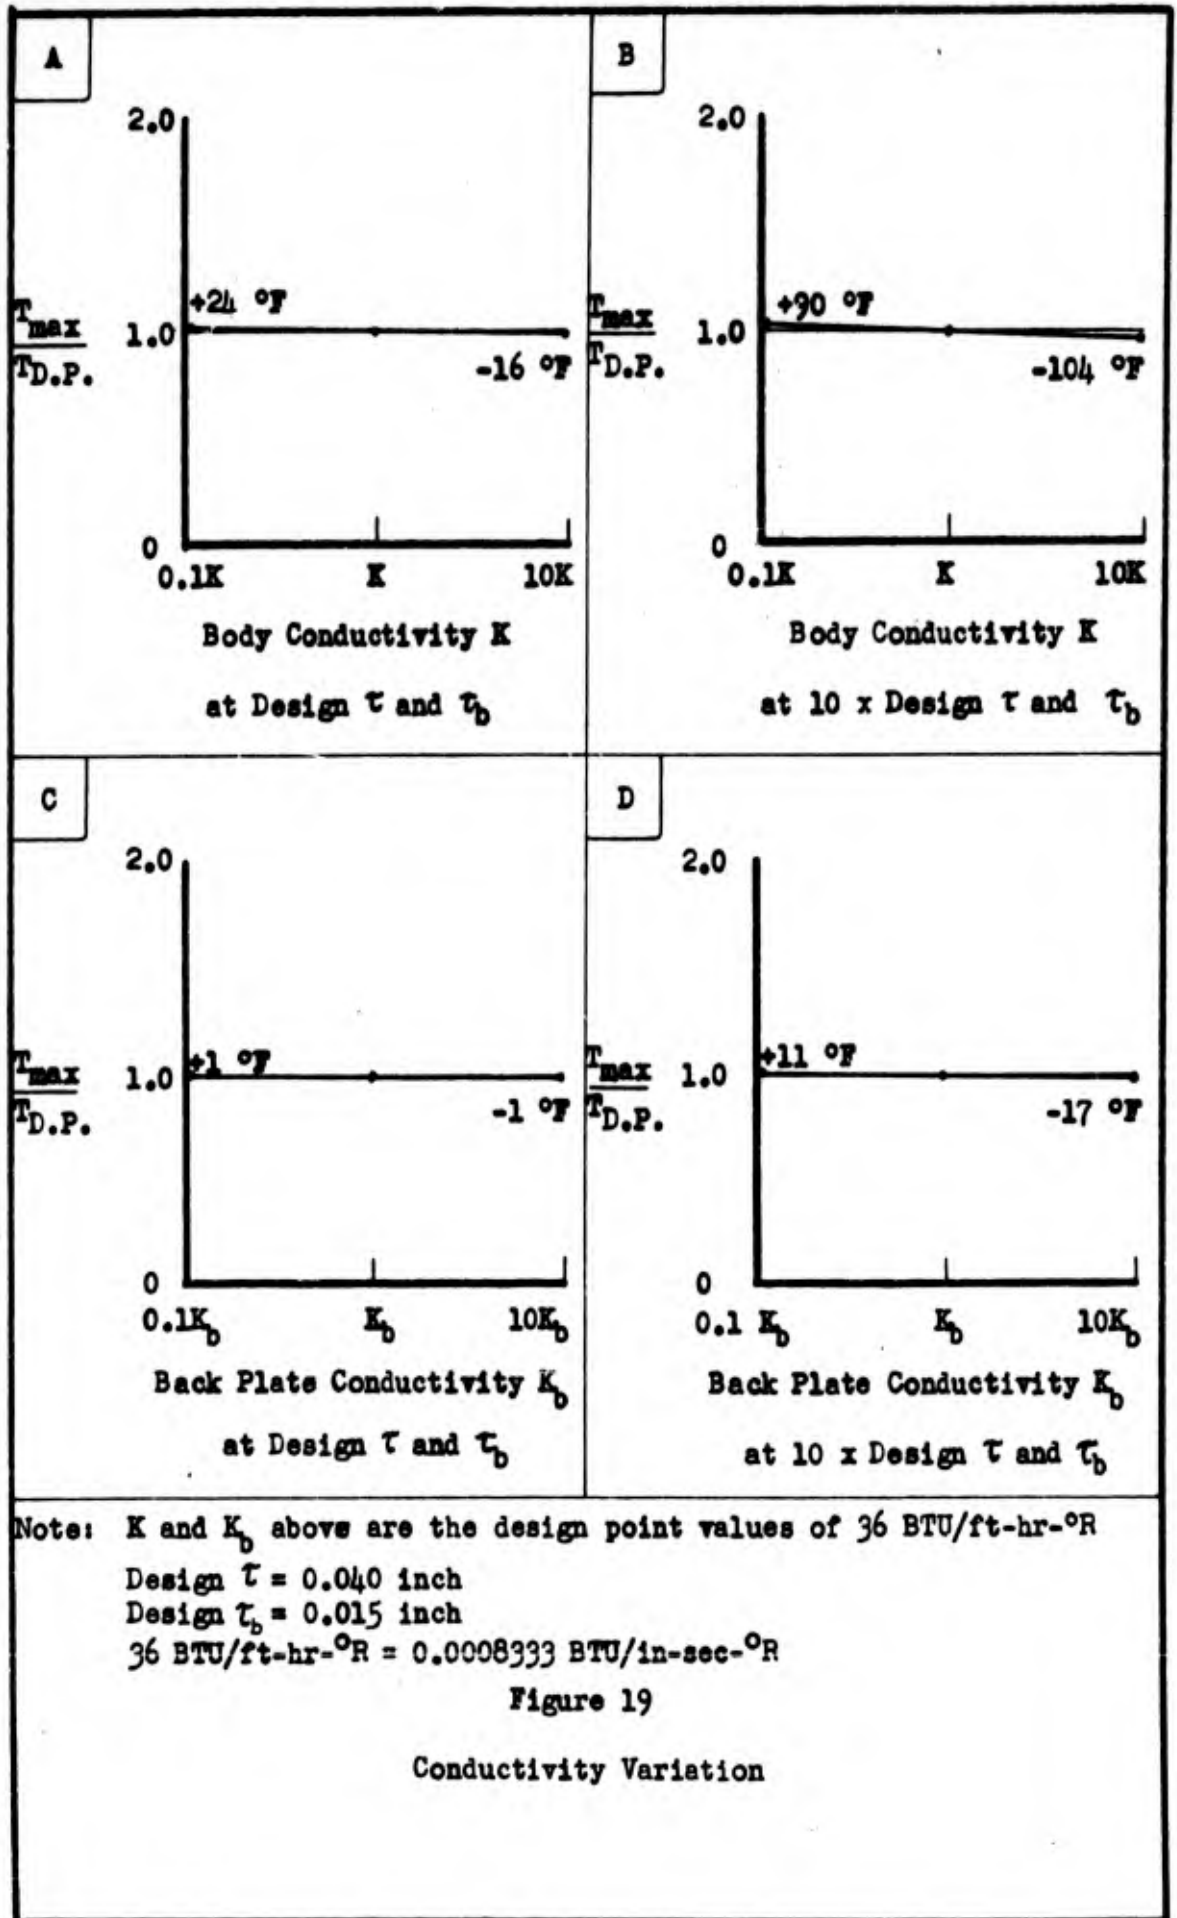 A
2.0
+24 °F
Tmax
TD.P.
1.0
-16 °F
0
0.1K K 10K
Body Conductivity K
at Design τ and τb
B
2.0
+90 °F
Tmax
TD.P.
1.0
-104 °F
0
0.1K K 10K
Body Conductivity K
at 10 x Design τ and τb
C
2.0
+1 °F
Tmax
TD.P.
1.0
-1 °F
0
0.1Kb Kb 10Kb
Back Plate Conductivity Kb
at Design τ and τb
D
2.0
+11 °F
Tmax
TD.P.
1.0
-17 °F
0
0.1 Kb Kb 10Kb
Back Plate Conductivity Kb
at 10 x Design τ and τb
Note: K and Kb above are the design point values of 36 BTU/ft-hr-°R
Design τ = 0.040 inch
Design τb = 0.015 inch
36 BTU/ft-hr-°R = 0.0008333 BTU/in-sec-°R
Figure 19
Conductivity Variation